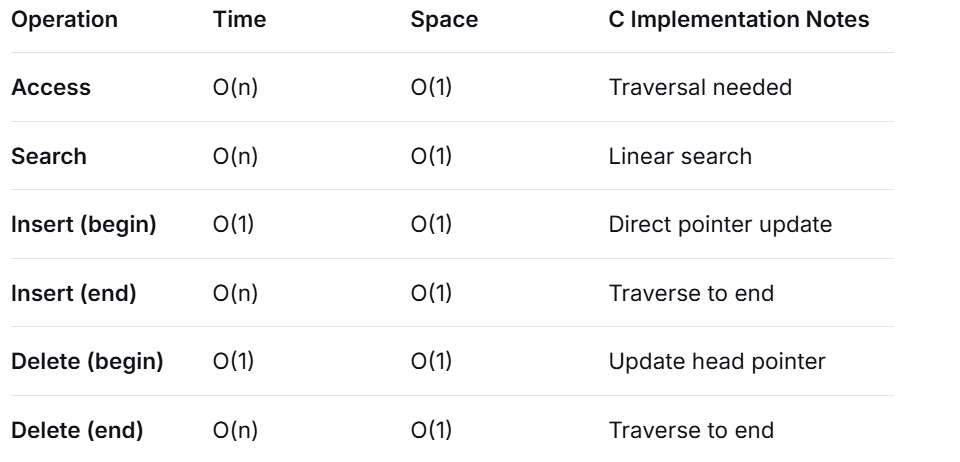 Operation Time Space C Implementation Notes
Access O(n) O(1) Traversal needed
Search O(n) O(1) Linear search
Insert (begin) O(1) O(1) Direct pointer update
Insert (end) O(n) O(1) Traverse to end
Delete (begin) O(1) O(1) Update head pointer
Delete (end) O(n) O(1) Traverse to end